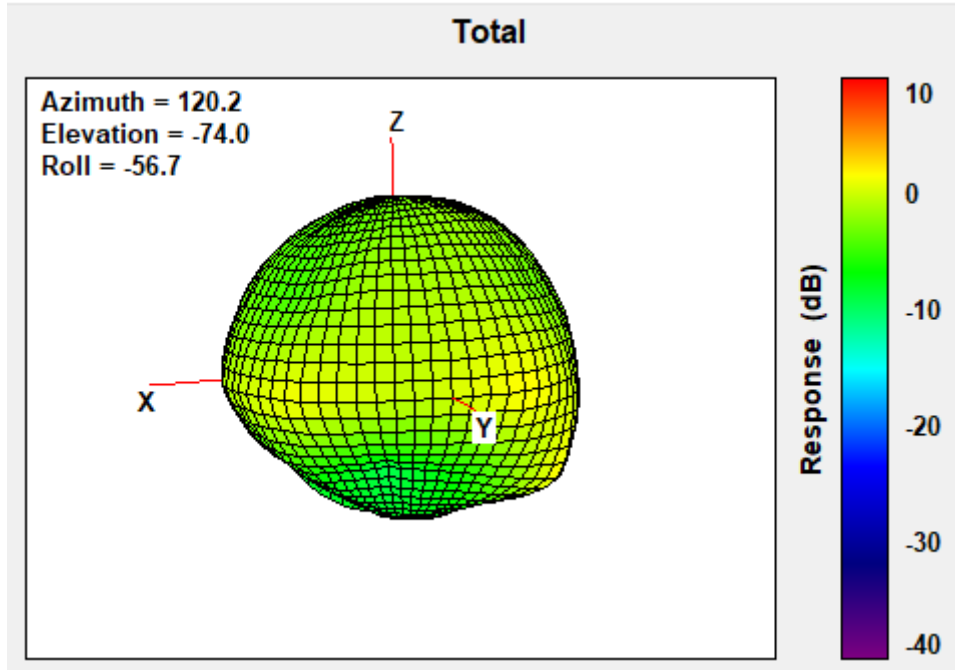 Total
Azimuth = 120.2
Elevation = -74.0
Roll = -56.7
Z
X
Y
Response (dB)
10
0
-10
-20
-30
-40